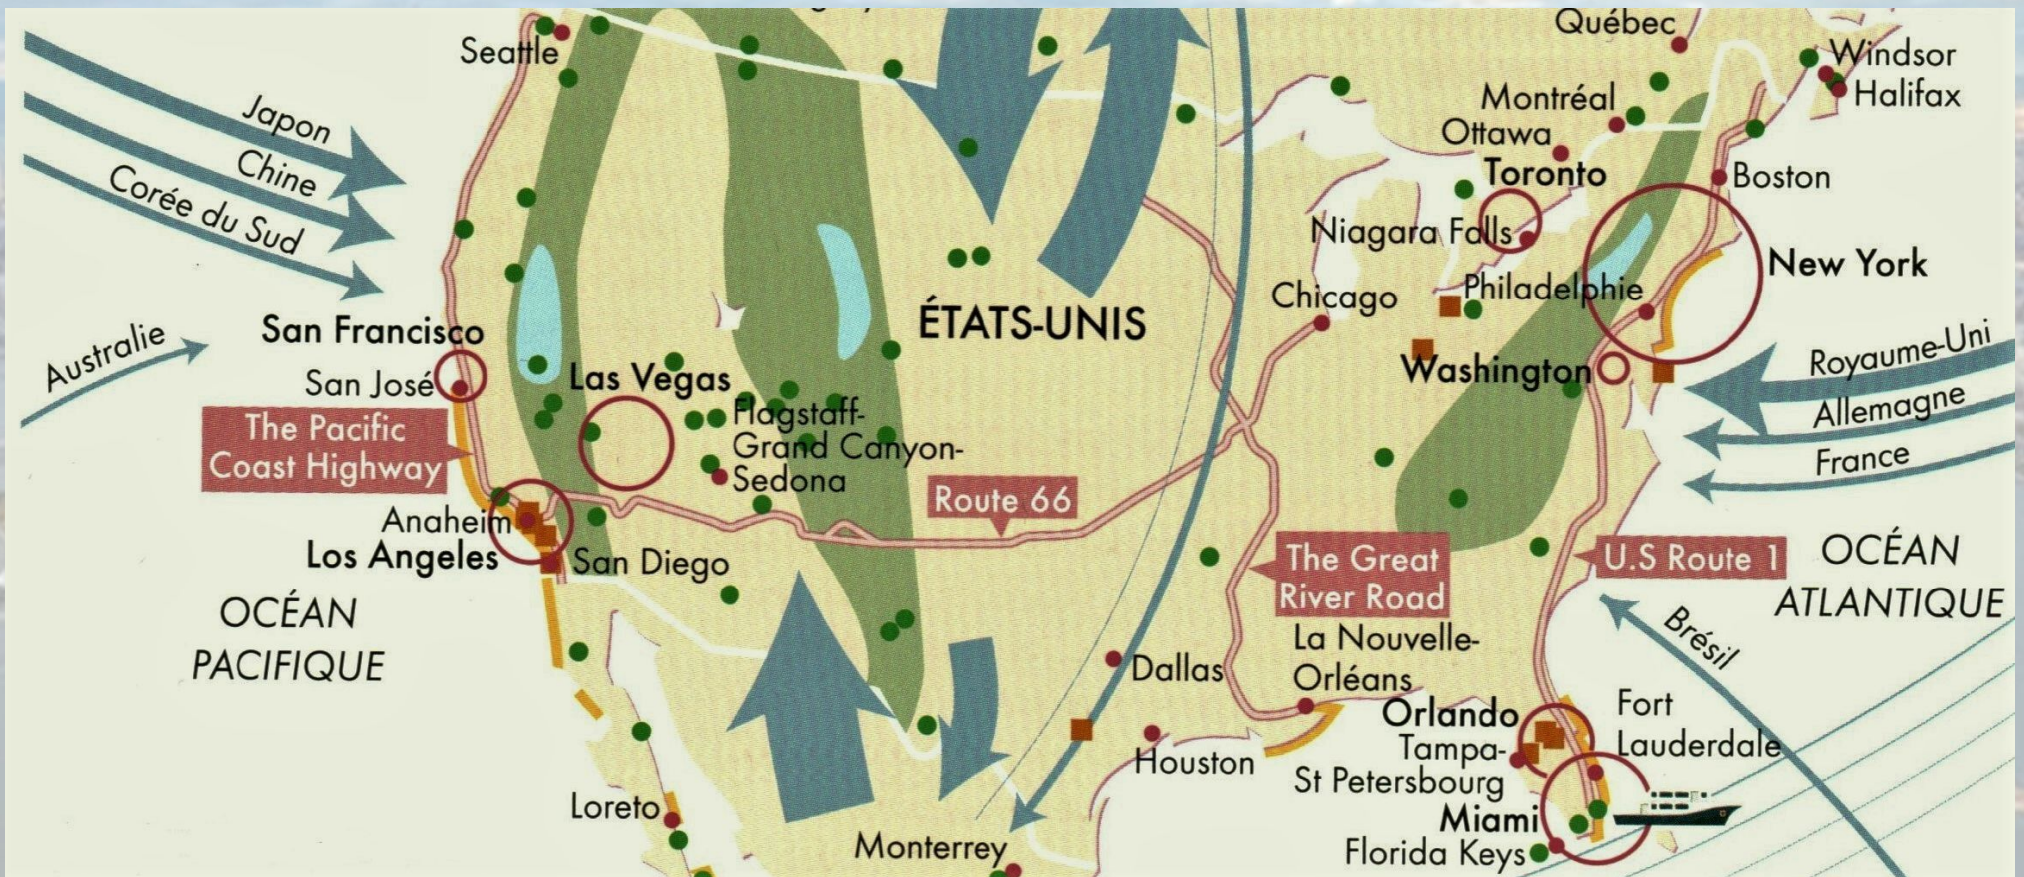 Québec
Windsor
Seattle
Montréal
Halifax
Japon
Ottawa
Toronto
Boston
Chine
Corée du Sud
Niagara Falls
New York
Philadelphie
Chicago
ÉTATS-UNIS
San Francisco
Australie
Royaume-Uni
Washington
San José
Las Vegas
Allemagne
Flagstaff-
Grand Canyon-
Sedona
The Pacific
Coast Highway
France
Route 66
Anaheim
Los Angeles
San Diego
The Great
River Road
U.S Route 1
OCÉAN
ATLANTIQUE
OCÉAN
PACIFIQUE
La Nouvelle-
Orléans
Brésil
Dallas
Orlando
Fort
Lauderdale
Tampa-
St Petersbourg
Houston
Loreto
Miami
Monterrey
Florida Keys